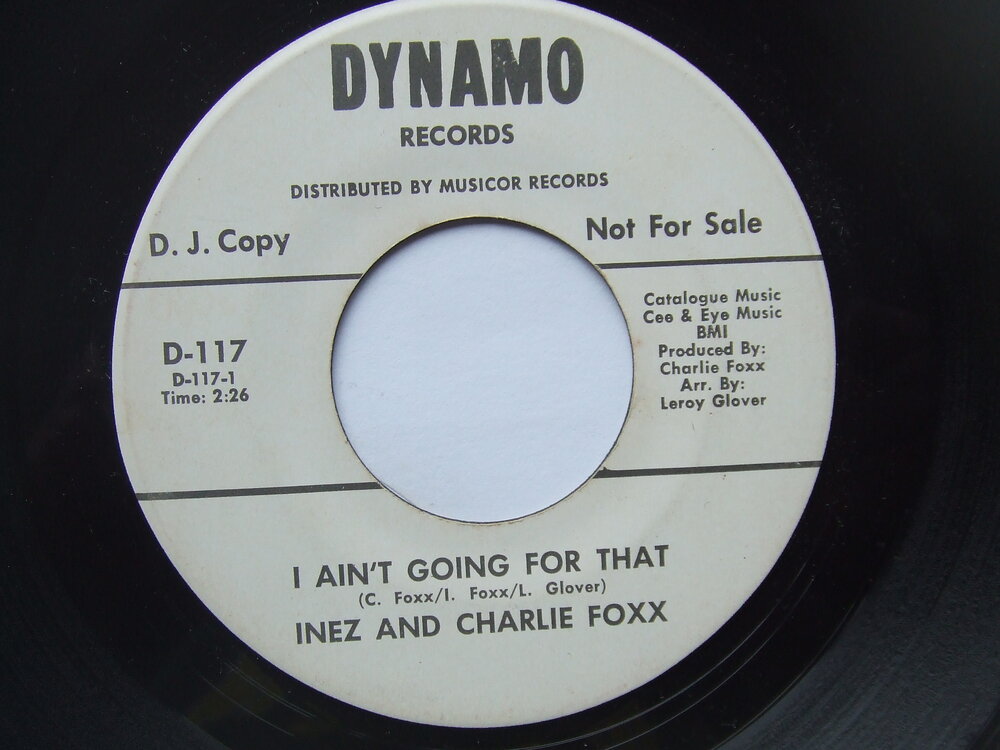 DYNAMO
RECORDS
DISTRIBUTED BY MUSICOR RECORDS
D. J. Copy
Not For Sale
D-117
D-117-1
Time: 2:26
Catalogue Music
Cee & Eye Music
BMI
Produced By:
Charlie Foxx
Arr. By:
Leroy Glover
I AIN'T GOING FOR THAT
(C. Foxx/I. Foxx/L. Glover)
INEZ AND CHARLIE FOXX